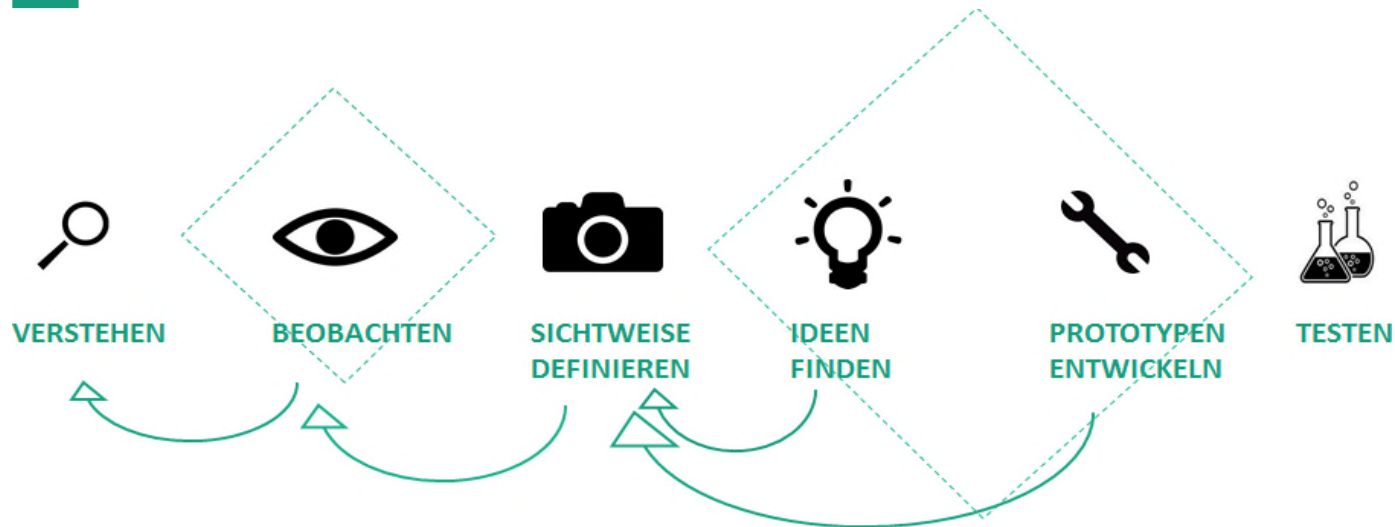 VERSTEHEN
BEOBACHTEN
SICHTWEISE
DEFINIEREN
IDEEN
FINDEN
PROTOTYPEN
ENTWICKELN
TESTEN